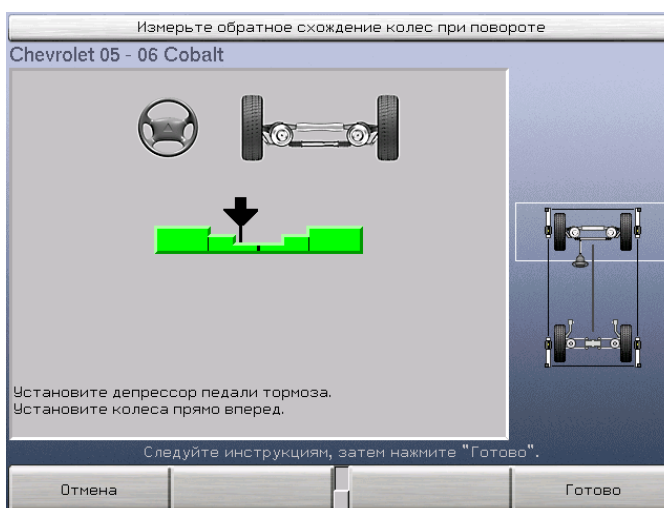 Измерьте обратное схождение колес при повороте
Chevrolet 05 - 06 Cobalt
Установите депрессор педали тормоза.
Установите колеса прямо вперед.
Следуйте инструкциям, затем нажмите "Готово".
Отмена
Готово